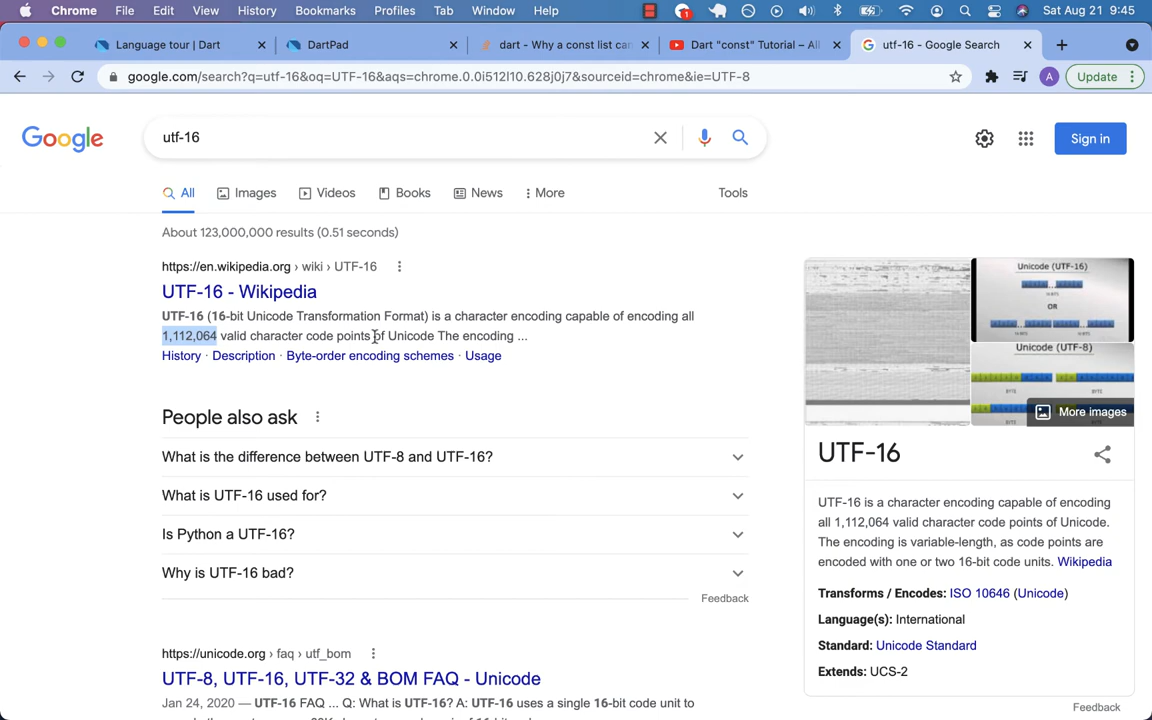 Chrome File Edit View History Bookmarks Profiles Tab Window Help Sat Aug 21 9:45
Language tour | Dart
DartPad
dart - Why a const list can
Dart "const" Tutorial – All
utf-16 - Google Search
google.com/search?q=utf-16&oq=UTF-16&aqs=chrome.0.0i512l10.628j0j7&sourceid=chrome&ie=UTF-8
A
Update
Google
utf-16
Sign in
All Images Videos Books News More Tools
About 123,000,000 results (0.51 seconds)
https://en.wikipedia.org › wiki › UTF-16
UTF-16 - Wikipedia
UTF-16 (16-bit Unicode Transformation Format) is a character encoding capable of encoding all
1,112,064 valid character code points of Unicode The encoding ...
History · Description · Byte-order encoding schemes · Usage
People also ask
What is the difference between UTF-8 and UTF-16?
What is UTF-16 used for?
Is Python a UTF-16?
Why is UTF-16 bad?
Feedback
https://unicode.org › faq › utf_bom
UTF-8, UTF-16, UTF-32 & BOM FAQ - Unicode
Jan 24, 2020 — UTF-16 FAQ ... Q: What is UTF-16? A: UTF-16 uses a single 16-bit code unit to
Unicode (UTF-16)
OR
Unicode (UTF-8)
More images
UTF-16
UTF-16 is a character encoding capable of encoding
all 1,112,064 valid character code points of Unicode.
The encoding is variable-length, as code points are
encoded with one or two 16-bit code units. Wikipedia
Transforms / Encodes: ISO 10646 (Unicode)
Language(s): International
Standard: Unicode Standard
Extends: UCS-2
Feedback